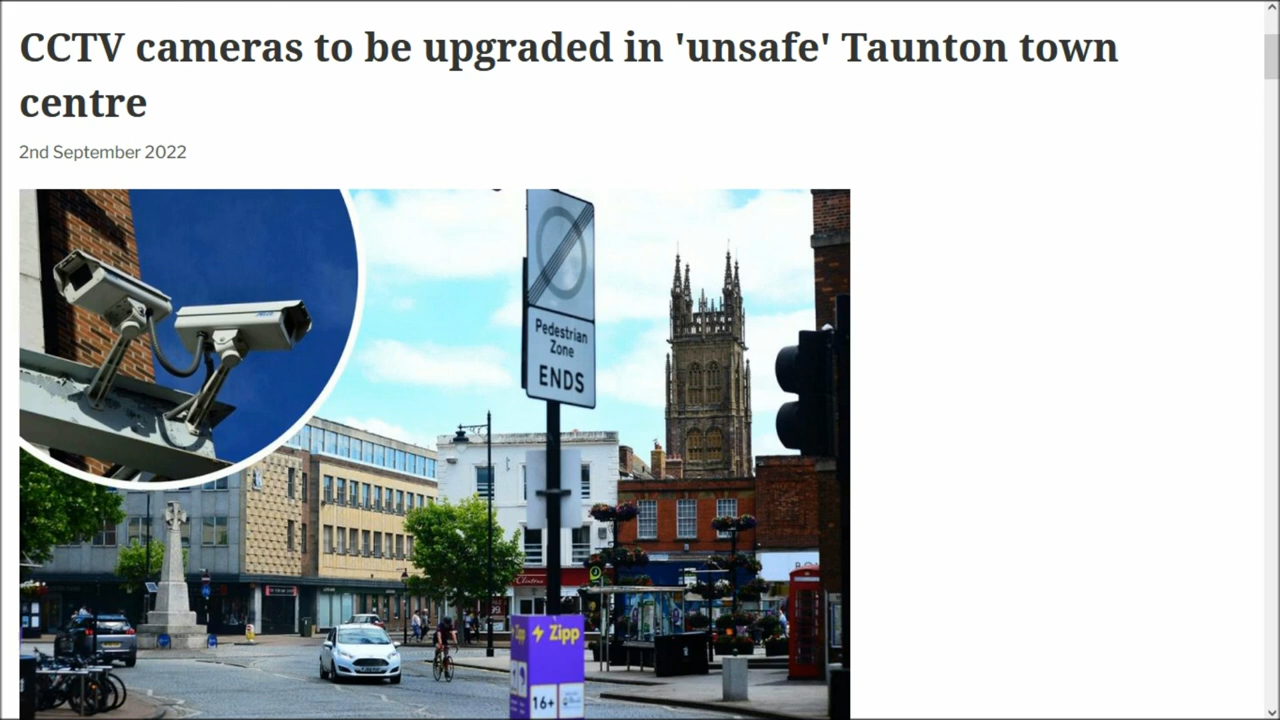 CCTV cameras to be upgraded in 'unsafe' Taunton town
centre
2nd September 2022
Pedestrian
Zone
ENDS
Zipp
16+